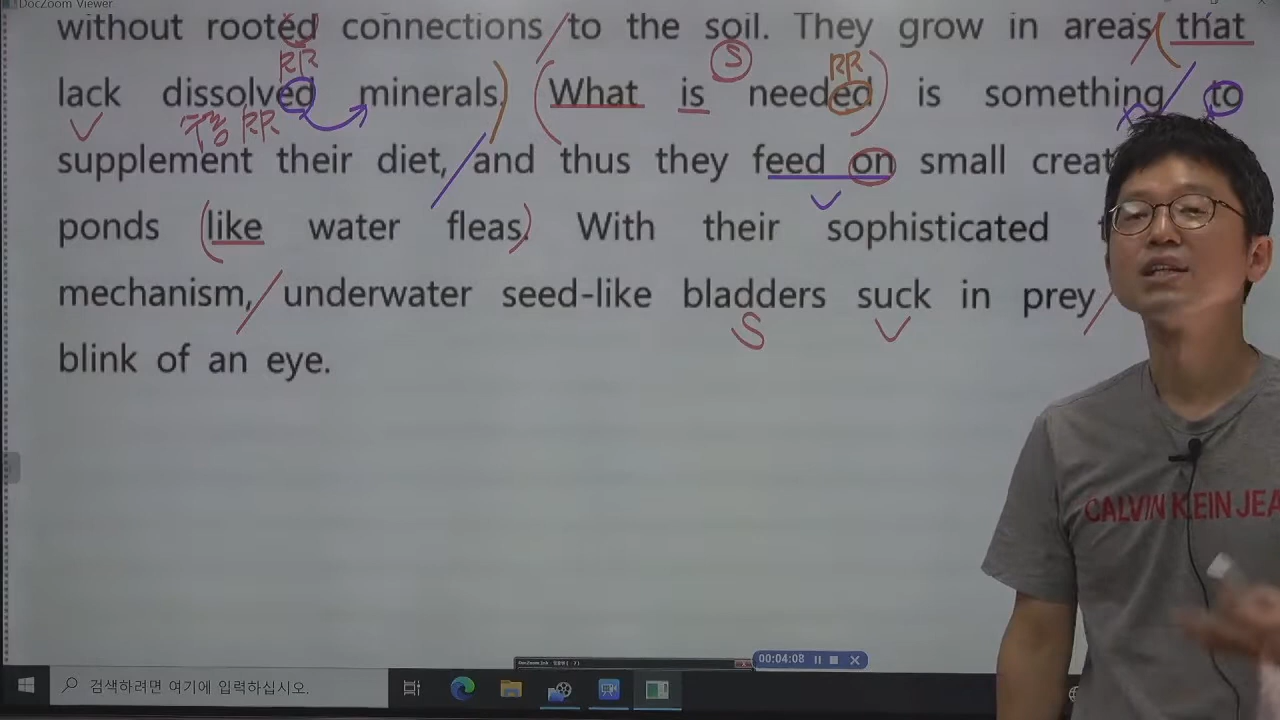 DocZoom Viewer
without rooted connections to the soil. They grow in areas that
RR
S
RR
lack dissolved minerals. What is needed is something to
수동 RR
supplement their diet, and thus they feed on small creat
ponds like water fleas. With their sophisticated
mechanism, underwater seed-like bladders suck in prey
S
blink of an eye.
CALVIN KLEIN JEA
00:04:08
검색하려면 여기에 입력하십시오.